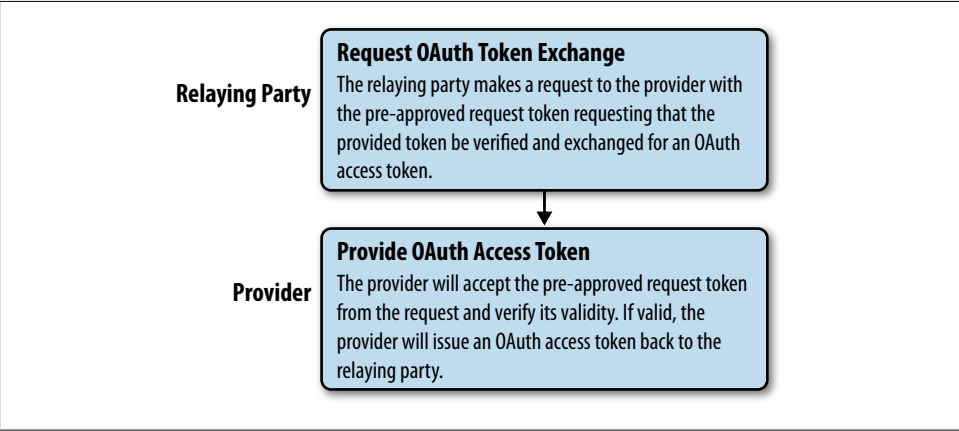 Request OAuth Token Exchange
Relaying Party
The relaying party makes a request to the provider with
the pre-approved request token requesting that the
provided token be verified and exchanged for an OAuth
access token.
Provide OAuth Access Token
Provider
The provider will accept the pre-approved request token
from the request and verify its validity. If valid, the
provider will issue an OAuth access token back to the
relaying party.